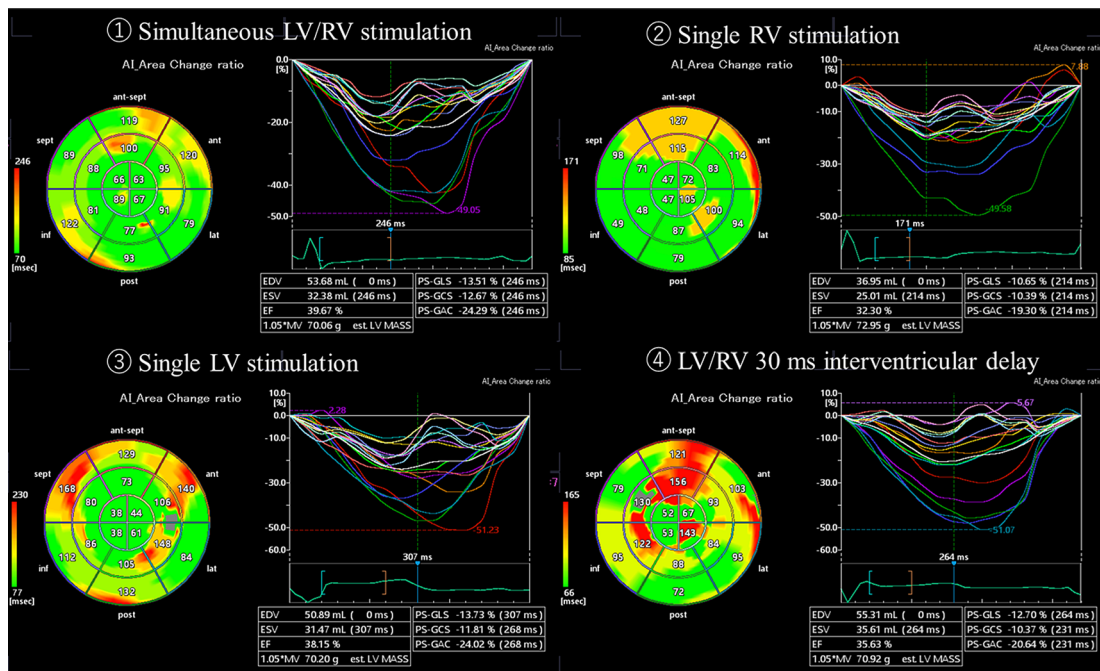 ① Simultaneous LV/RV stimulation
AI_Area Change ratio
AI_Area Change ratio
ant-sept
119
sept
ant
89
100
120
88
95
66
63
89
67
81
91
122
77
79
inf
lat
93
post
246
70
[msec]
0.0
[%]
-20.0
-40.0
-50.0
-49.05
246 ms
EDV 53.68 mL ( 0 ms)
ESV 32.38 mL (246 ms)
EF 39.67 %
1.05*MV 70.06 g est. LV MASS
PS-GLS -13.51 % (246 ms)
PS-GCS -12.67 % (246 ms)
PS-GAC -24.29 % (246 ms)
② Single RV stimulation
AI_Area Change ratio
AI_Area Change ratio
ant-sept
127
sept
ant
98
115
114
71
83
47
72
47
105
48
100
49
87
94
inf
lat
79
post
171
85
[msec]
10.0
[%]
0.0
-10.0
-30.0
-50.0
7.88
-49.58
171 ms
EDV 36.95 mL ( 0 ms)
ESV 25.01 mL (214 ms)
EF 32.30 %
1.05*MV 72.95 g est. LV MASS
PS-GLS -10.65 % (214 ms)
PS-GCS -10.39 % (214 ms)
PS-GAC -19.30 % (214 ms)
③ Single LV stimulation
AI_Area Change ratio
AI_Area Change ratio
ant-sept
129
sept
ant
168
73
140
80
106
38
44
38
61
86
148
112
105
84
inf
lat
132
post
230
77
[msec]
10.0
[%]
0.0
-10.0
-30.0
-50.0
-60.0
2.28
-51.23
307 ms
EDV 50.89 mL ( 0 ms)
ESV 31.47 mL (307 ms)
EF 38.15 %
1.05*MV 70.20 g est. LV MASS
PS-GLS -13.73 % (307 ms)
PS-GCS -11.81 % (268 ms)
PS-GAC -24.02 % (268 ms)
④ LV/RV 30 ms interventricular delay
AI_Area Change ratio
AI_Area Change ratio
ant-sept
121
sept
ant
79
156
103
130
93
52
67
53
143
122
84
95
88
95
inf
lat
72
post
165
66
[msec]
10.0
[%]
0.0
-10.0
-30.0
-50.0
-60.0
5.67
-51.07
264 ms
EDV 55.31 mL ( 0 ms)
ESV 35.61 mL (264 ms)
EF 35.63 %
1.05*MV 70.92 g est. LV MASS
PS-GLS -12.70 % (264 ms)
PS-GCS -10.37 % (231 ms)
PS-GAC -20.64 % (231 ms)